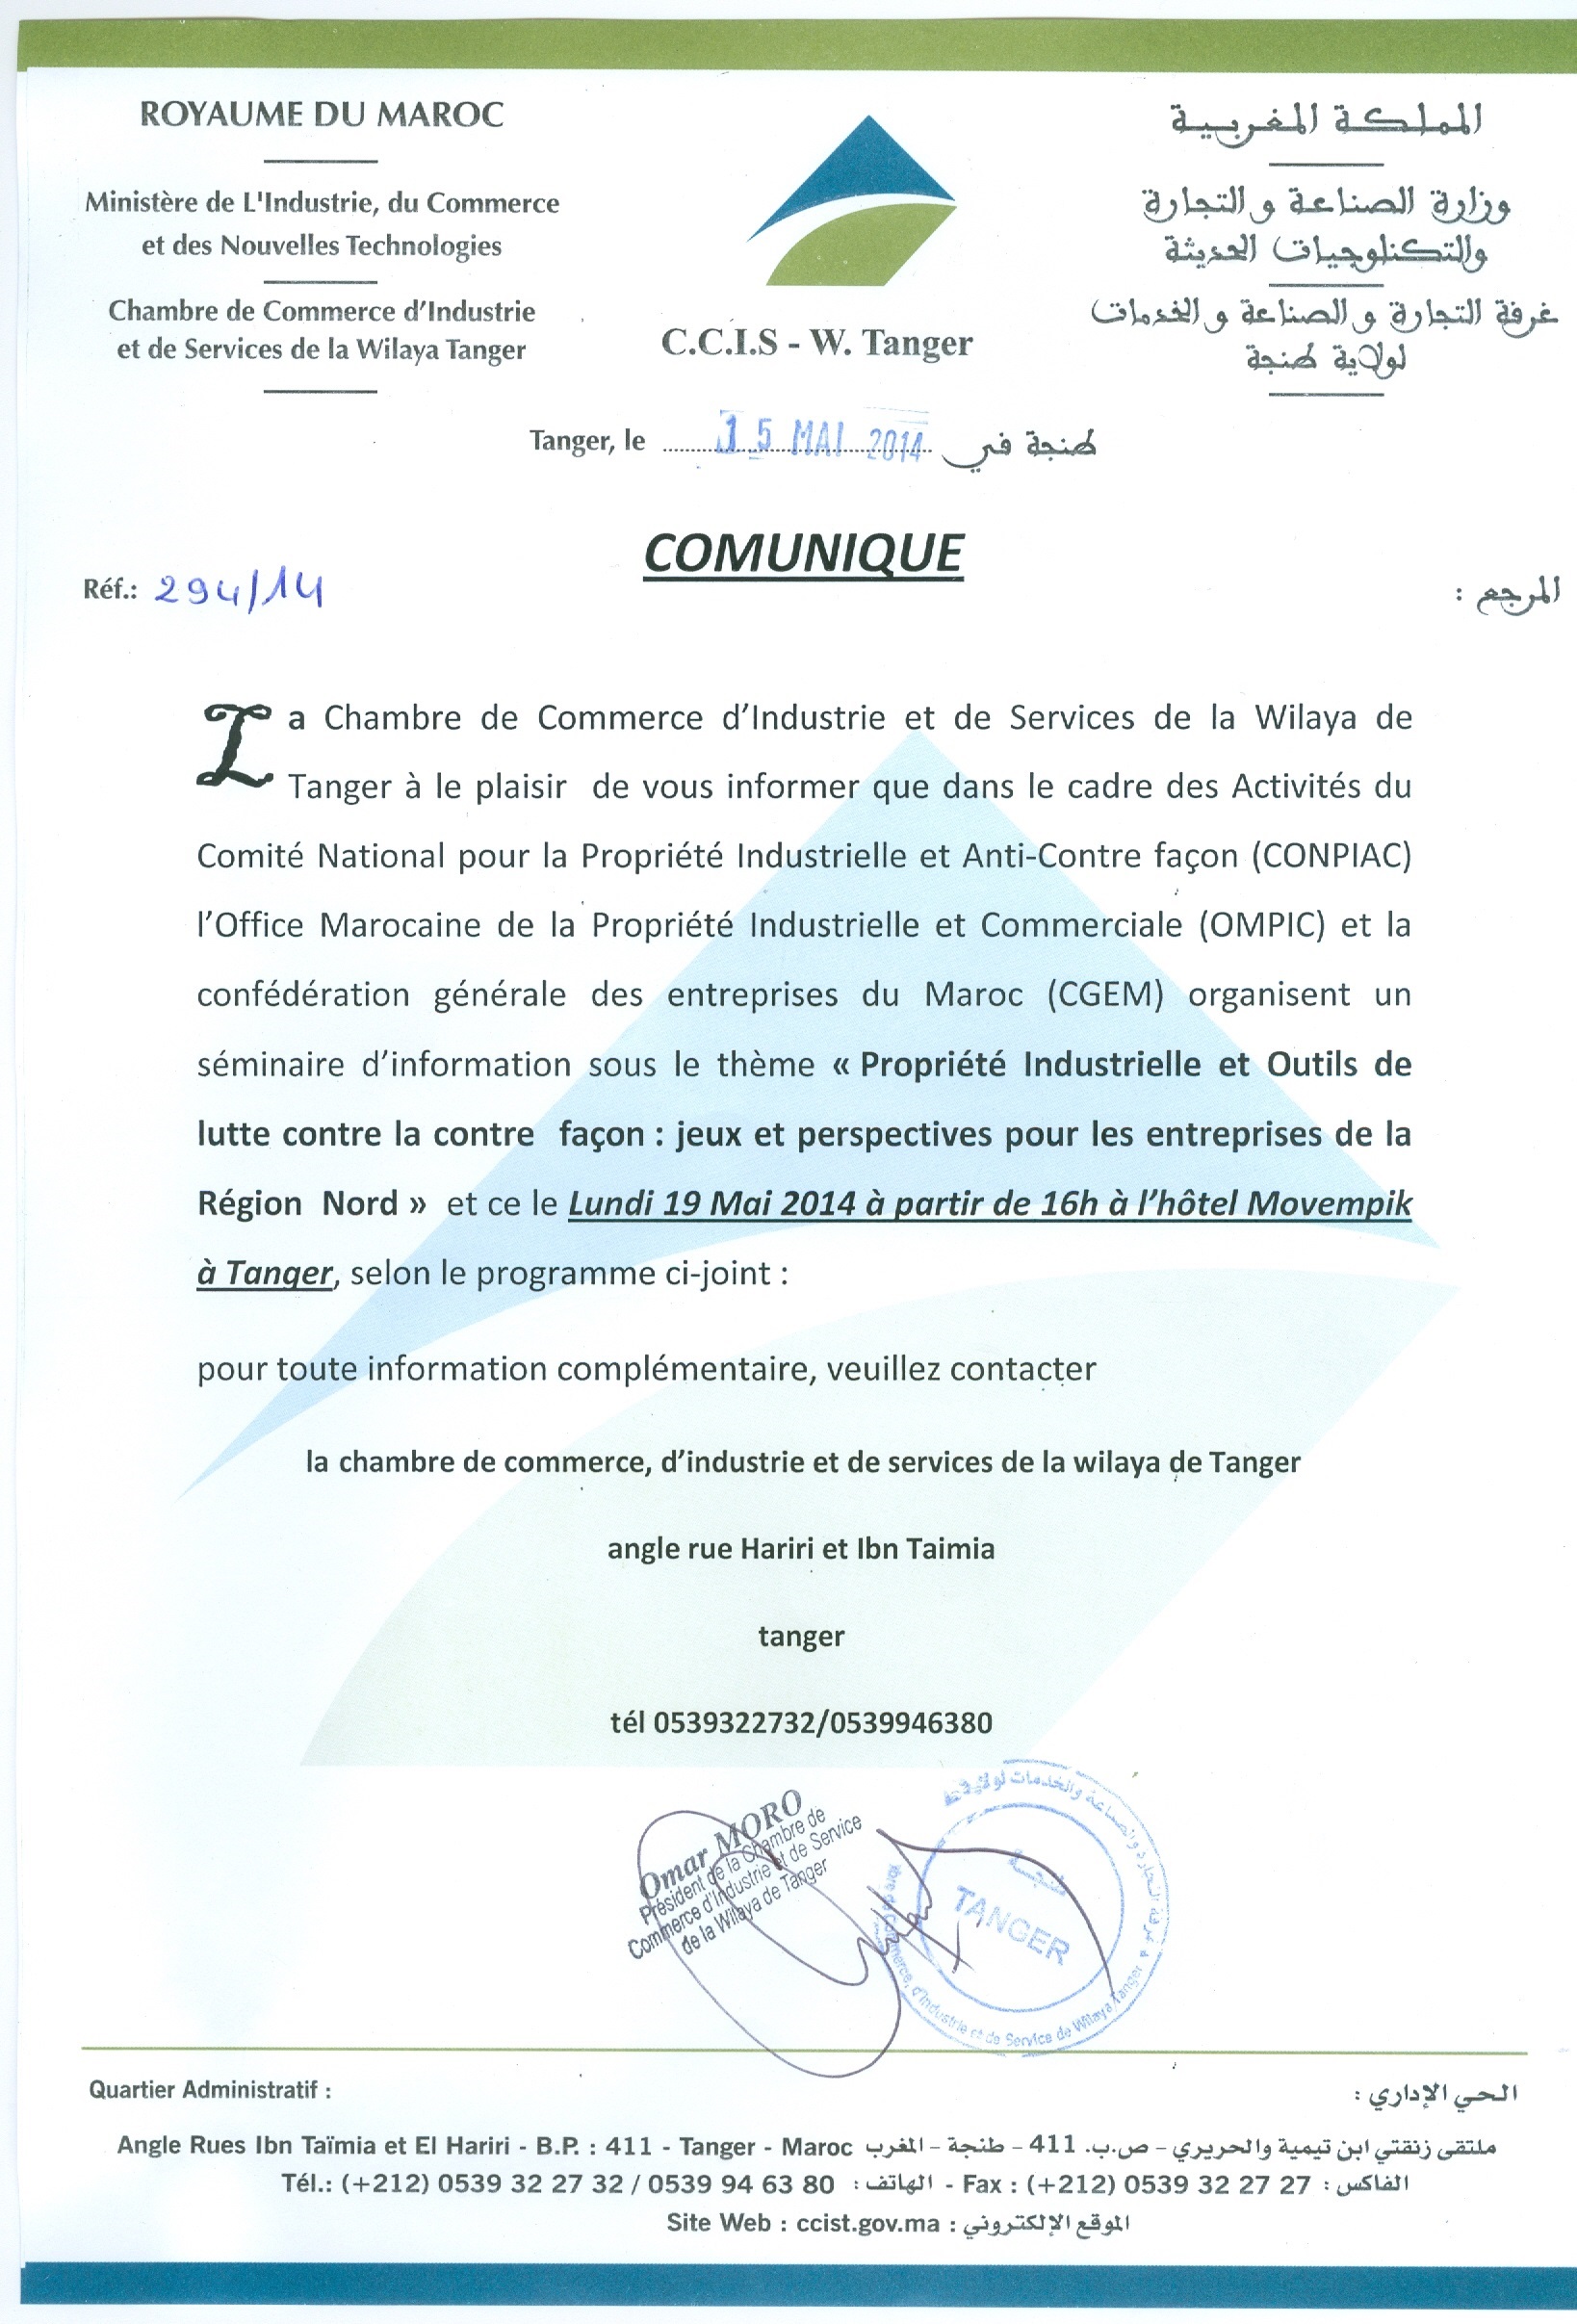 ROYAUME DU MAROC
Ministère de L'Industrie, du Commerce
et des Nouvelles Technologies
Chambre de Commerce d'Industrie
et de Services de la Wilaya Tanger
C.C.I.S - W. Tanger
المملكة المغربية
وزارة الصناعة و التجارة
والتكنلوجيات الحديثة
غرفة التجارة و الصناعة و الخدمات
لولاية طنجة
Tanger, le 15 MAI 2014 طنجة في
COMUNIQUE
Réf.: 294/14
المرجع :
La Chambre de Commerce d'Industrie et de Services de la Wilaya de
Tanger à le plaisir de vous informer que dans le cadre des Activités du
Comité National pour la Propriété Industrielle et Anti-Contre façon (CONPIAC)
l'Office Marocaine de la Propriété Industrielle et Commerciale (OMPIC) et la
confédération générale des entreprises du Maroc (CGEM) organisent un
séminaire d'information sous le thème « Propriété Industrielle et Outils de
lutte contre la contre façon : jeux et perspectives pour les entreprises de la
Région Nord » et ce le Lundi 19 Mai 2014 à partir de 16h à l'hôtel Movempik
à Tanger, selon le programme ci-joint :
pour toute information complémentaire, veuillez contacter
la chambre de commerce, d'industrie et de services de la wilaya de Tanger
angle rue Hariri et Ibn Taimia
tanger
tél 0539322732/0539946380
Omar MORO
Président de la Chambre de
Commerce d'Industrie et de Service
de la Wilaya de Tanger
طنجة
TANGER
de Commerce, d'Industrie et de Service de Wilaya Tanger
غرفة التجارة والصناعة والخدمات لولاية
Quartier Administratif :
الحي الإداري :
Angle Rues Ibn Taïmia et El Hariri - B.P. : 411 - Tanger - Maroc ملتقى زنقتي ابن تيمية والحريري - ص.ب. 411 - طنجة - المغرب
Tél.: (+212) 0539 32 27 32 / 0539 94 63 80 الهاتف : - Fax : (+212) 0539 32 27 27 الفاكس :
Site Web : ccist.gov.ma الموقع الإلكتروني :